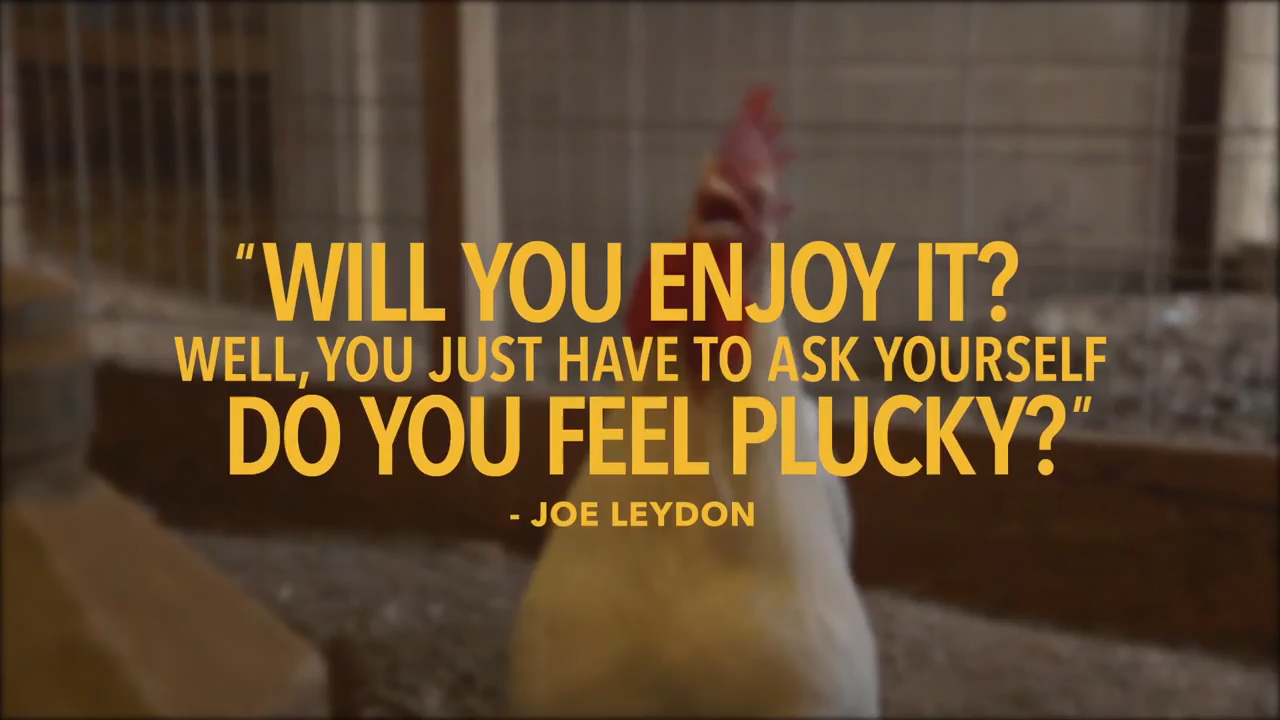 "WILL YOU ENJOY IT?
WELL, YOU JUST HAVE TO ASK YOURSELF
DO YOU FEEL PLUCKY?"
- JOE LEYDON